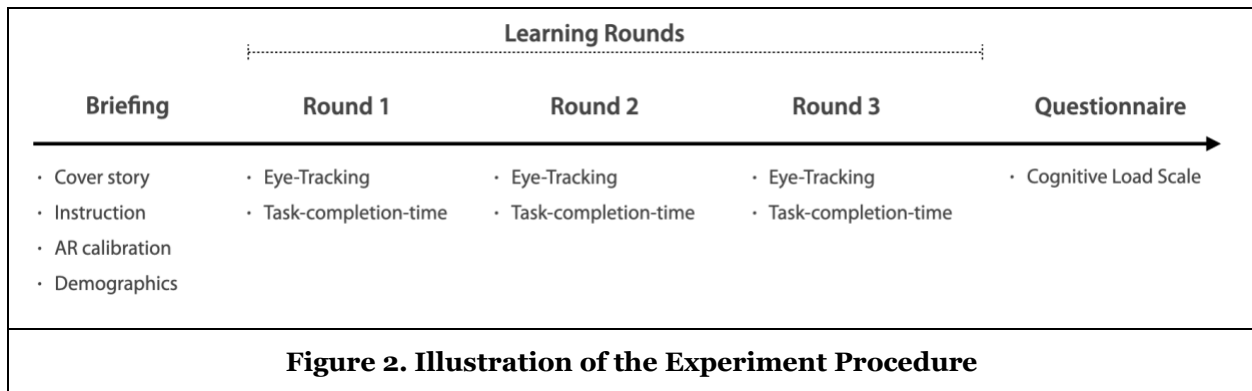 Learning Rounds
Briefing Round 1 Round 2 Round 3 Questionnaire
· Cover story · Eye-Tracking · Eye-Tracking · Eye-Tracking · Cognitive Load Scale
· Instruction · Task-completion-time · Task-completion-time · Task-completion-time
· AR calibration
· Demographics
Figure 2. Illustration of the Experiment Procedure